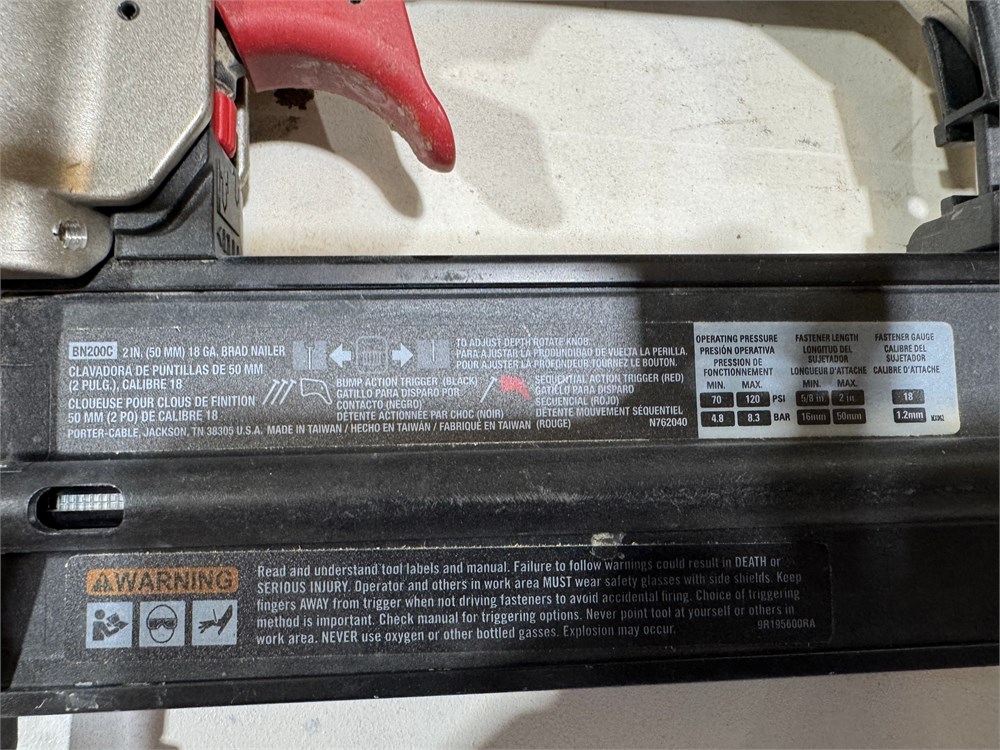 BN200C 2 IN. (50 MM) 18 GA. BRAD NAILER
CLAVADORA DE PUNTILLAS DE 50 MM
(2 PULG.), CALIBRE 18
CLOUEUSE POUR CLOUS DE FINITION
50 MM (2 PO) DE CALIBRE 18
PORTER-CABLE, JACKSON, TN 38305 U.S.A. MADE IN TAIWAN / HECHO EN TAIWÁN / FABRIQUÉ EN TAIWAN
TO ADJUST DEPTH ROTATE KNOB.
PARA AJUSTAR LA PROFUNDIDAD DE VUELTA LA PERILLA.
POUR AJUSTER LA PROFONDEUR TOURNEZ LE BOUTON.
BUMP ACTION TRIGGER (BLACK)
GATILLO PARA DISPARO POR
CONTACTO (NEGRO)
DÉTENTE ACTIONNÉE PAR CHOC (NOIR)
SEQUENTIAL ACTION TRIGGER (RED)
GATILLO PARA DISPARO
SECUENCIAL (ROJO)
DÉTENTE MOUVEMENT SÉQUENTIEL
(ROUGE)
N762040
OPERATING PRESSURE
PRESIÓN OPERATIVA
PRESSION DE
FONCTIONNEMENT
MIN. MAX.
70 120 PSI
4.8 8.3 BAR
FASTENER LENGTH
LONGITUD DEL
SUJETADOR
LONGUEUR D'ATTACHE
MIN. MAX.
5/8 in 2 in.
16mm 50mm
FASTENER GAUGE
CALIBRE DEL
SUJETADOR
CALIBRE D'ATTACHE
18
1.2mm
WARNING
Read and understand tool labels and manual. Failure to follow warnings could result in DEATH or
SERIOUS INJURY. Operator and others in work area MUST wear safety glasses with side shields. Keep
fingers AWAY from trigger when not driving fasteners to avoid accidental firing. Choice of triggering
method is important. Check manual for triggering options. Never point tool at yourself or others in
work area. NEVER use oxygen or other bottled gasses. Explosion may occur.
9R195600RA